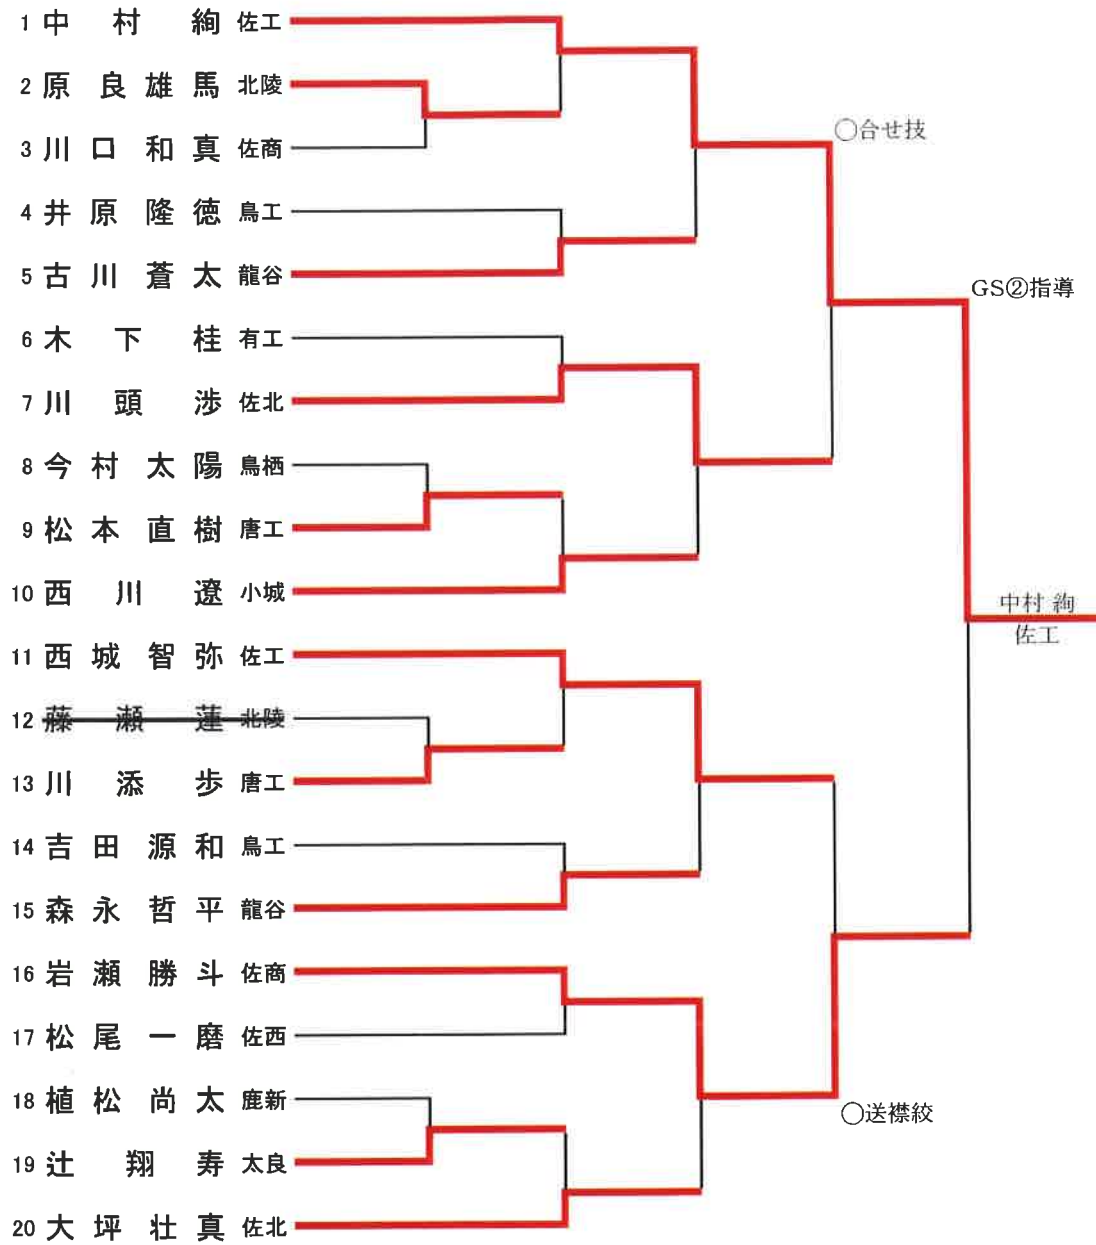 1 中村 絢 佐工
2 原良雄馬 北陵
○合せ技
3 川口和真 佐商
4 井原隆徳 鳥工
5 古川蒼太 龍谷
GS②指導
6 木下 桂 有工
7 川頭 渉 佐北
8 今村太陽 鳥栖
9 松本直樹 唐工
10 西川 遼 小城
中村 絢
佐工
11 西城智弥 佐工
12 藤瀬 蓮 北陵
13 川添 歩 唐工
14 吉田源和 鳥工
15 森永哲平 龍谷
16 岩瀬勝斗 佐商
17 松尾一磨 佐西
18 植松尚太 鹿新
○送襟絞
19 辻 翔寿 太良
20 大坪壮真 佐北